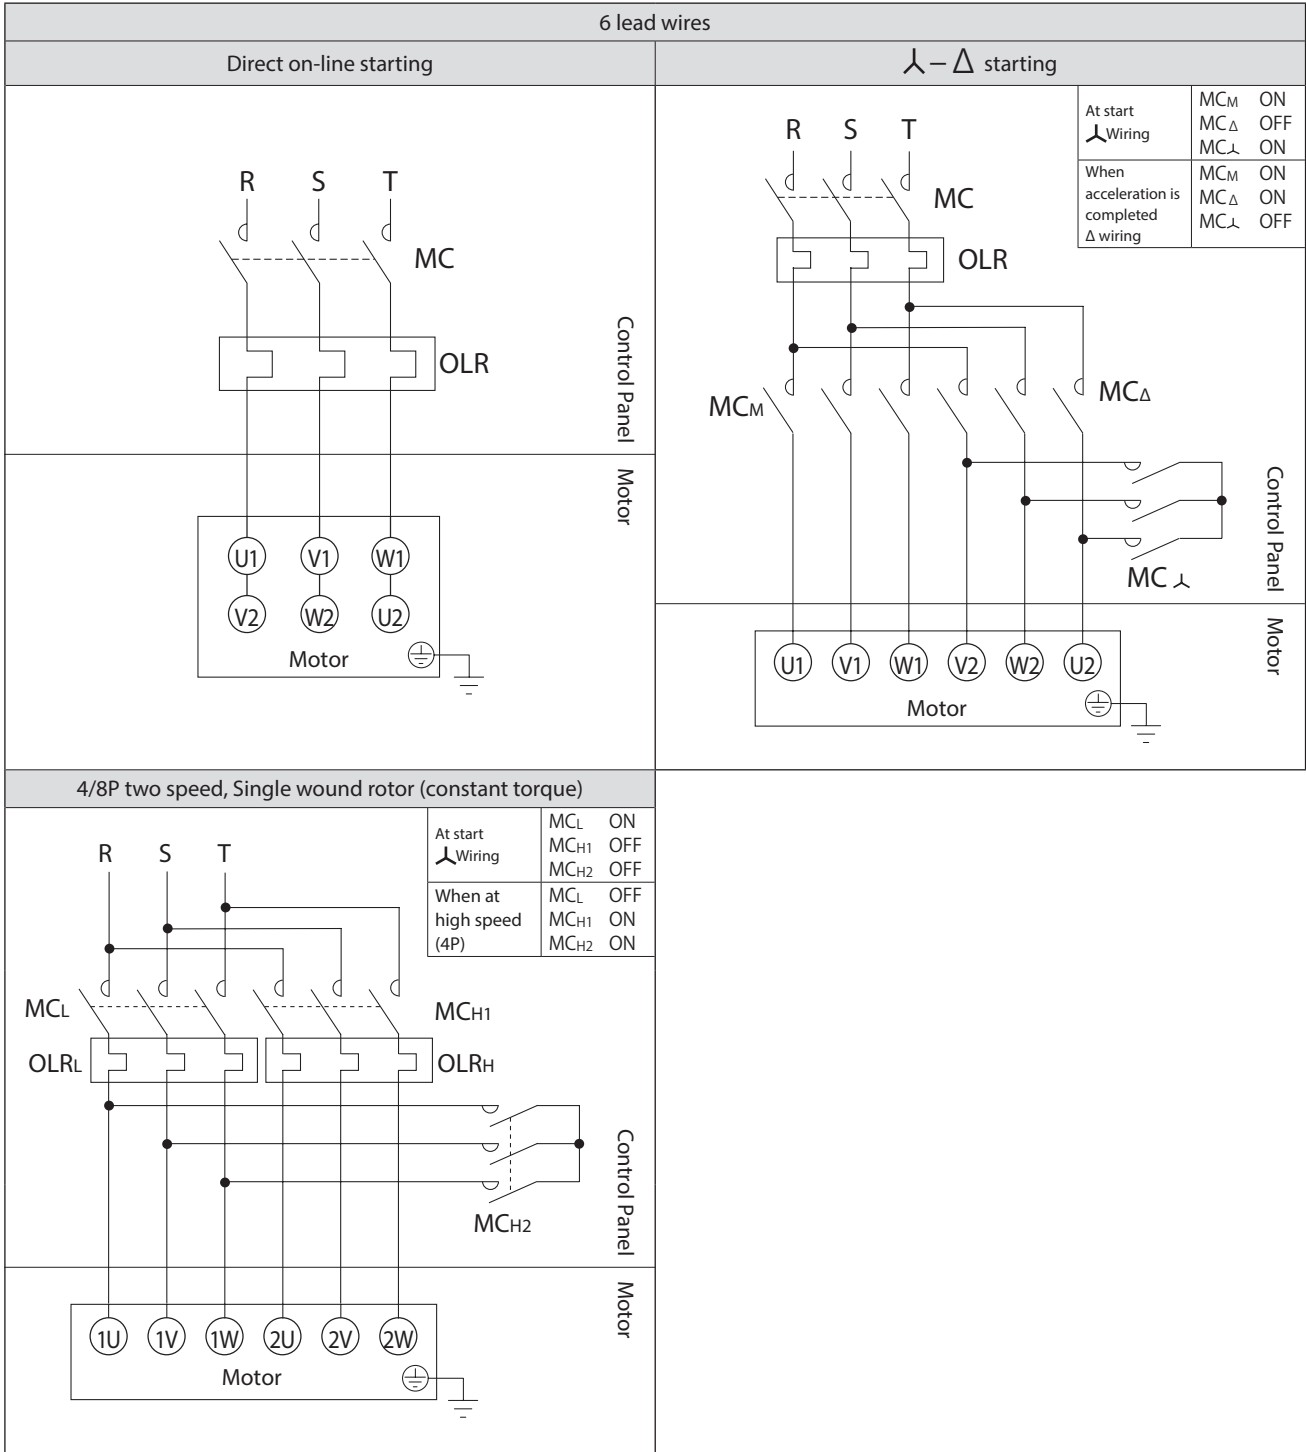 6 lead wires
Direct on-line starting
R S T
MC
OLR
Control Panel
Motor
U1 V1 W1
V2 W2 U2
Motor
⅄ – Δ starting
At start
⅄ Wiring
MCM ON
MCΔ OFF
MC⅄ ON
When
acceleration is
completed
Δ wiring
MCM ON
MCΔ ON
MC⅄ OFF
R S T
MC
OLR
MCM
MCΔ
MC ⅄
Control Panel
Motor
U1 V1 W1 V2 W2 U2
Motor
4/8P two speed, Single wound rotor (constant torque)
At start
⅄ Wiring
MCL ON
MCH1 OFF
MCH2 OFF
When at
high speed
(4P)
MCL OFF
MCH1 ON
MCH2 ON
R S T
MCL
MCH1
OLRL
OLRH
MCH2
Control Panel
Motor
1U 1V 1W 2U 2V 2W
Motor